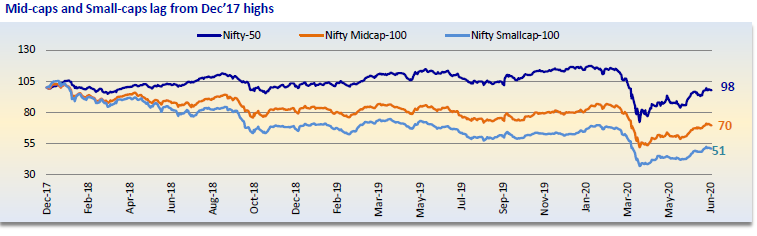 Mid-caps and Small-caps lag from Dec'17 highs
Nifty-50 Nifty Midcap-100 Nifty Smallcap-100
130
105
80
55
30
98
70
51
Dec-17 Feb-18 Apr-18 Jun-18 Aug-18 Oct-18 Dec-18 Feb-19 Mar-19 May-19 Jul-19 Sep-19 Nov-19 Jan-20 Mar-20 May-20 Jun-20